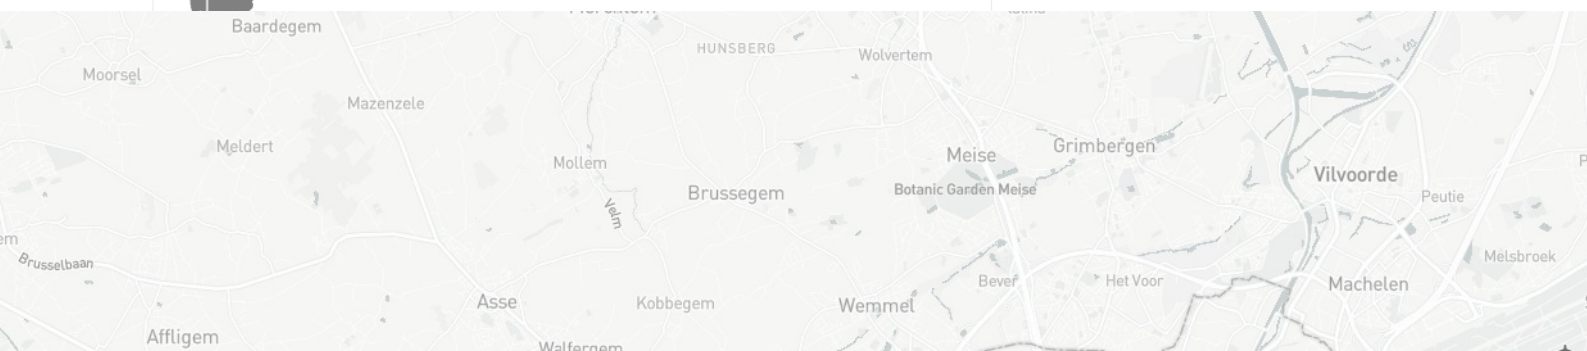 Baardegem
HUNSBERG
Wolvertem
Moorsel
Mazenzele
Meldert
Grimbergen
Meise
Mollem
Vilvoorde
Botanic Garden Meise
Brussegem
Peutie
Velm
Brusselbaan
Melsbroek
Bever
Het Voor
Machelen
Asse
Kobbegem
Wemmel
Affligem
Walfergem